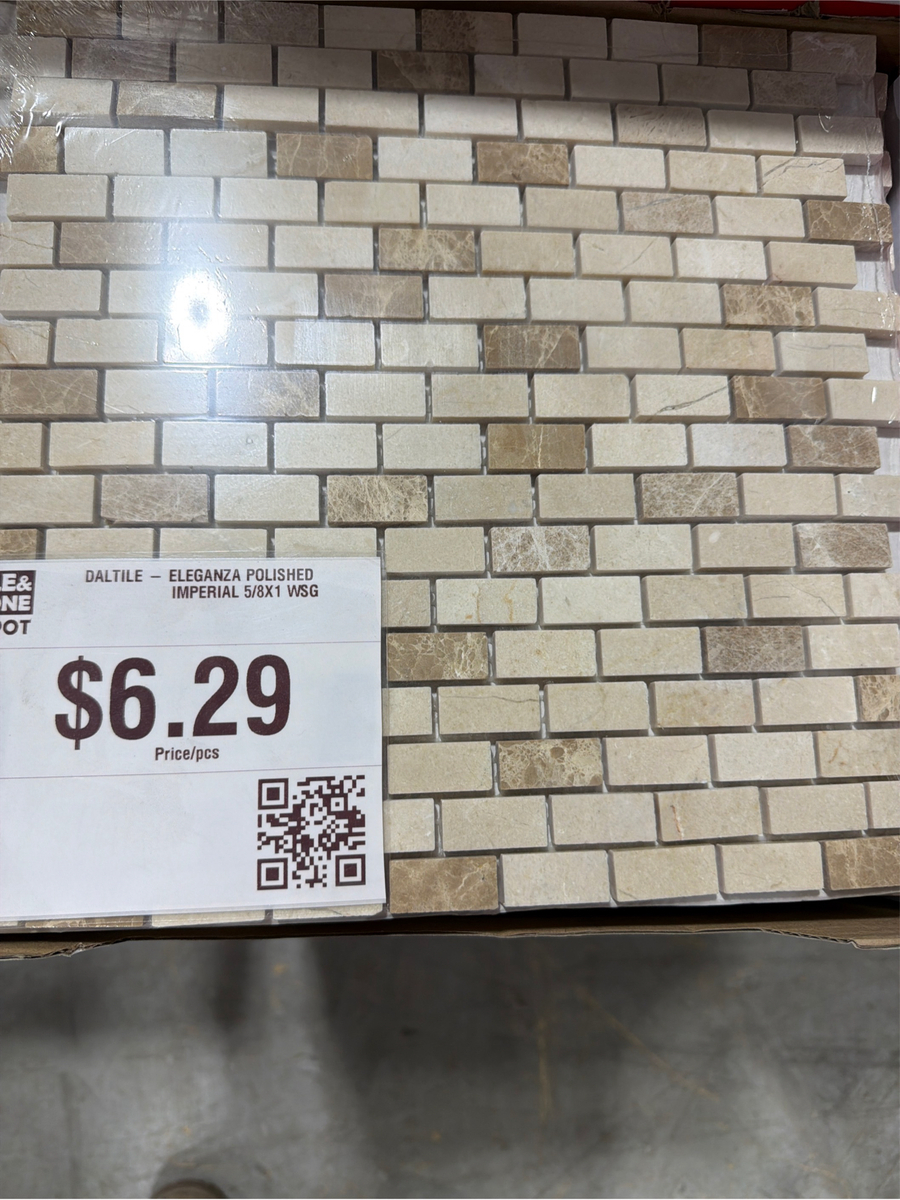 DALTILE – ELEGANZA POLISHED
IMPERIAL 5/8X1 WSG
$6.29
Price/pcs